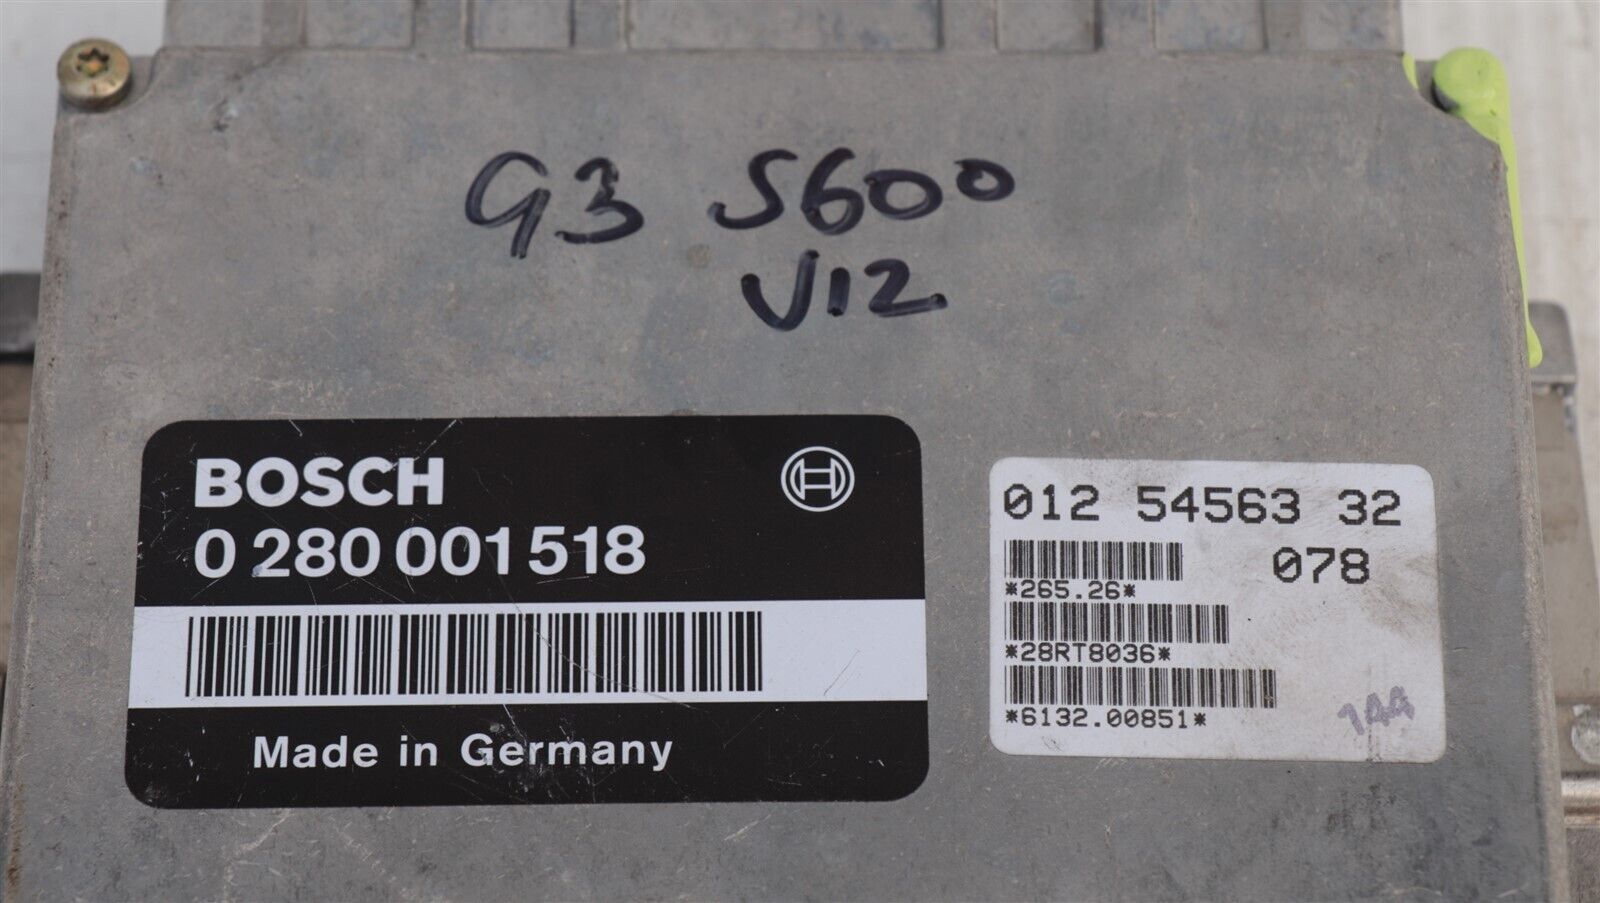 93 S600
V12
BOSCH
0 280 001 518
Made in Germany
012 54563 32
078
*265.26*
*28RT8036*
*6132.00851*
144